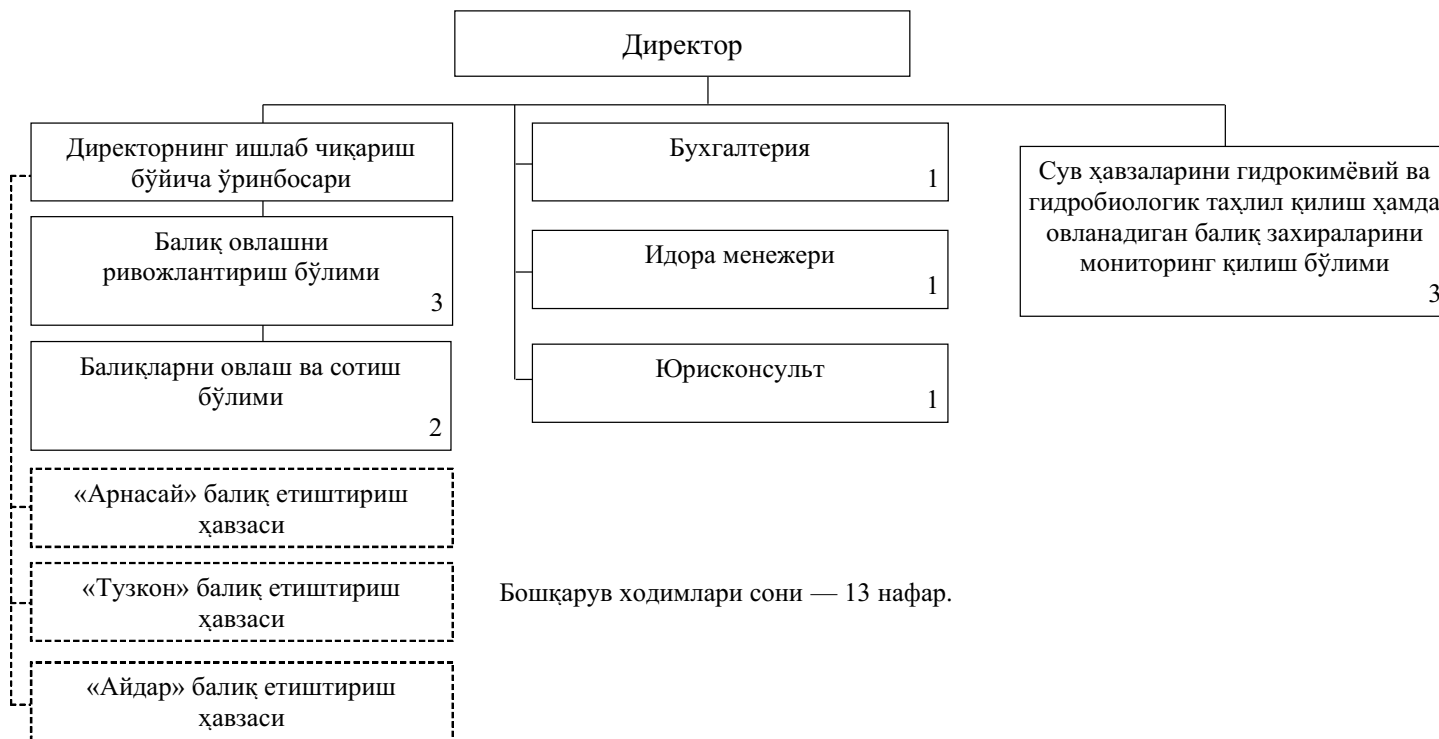 Директор
Директорнинг ишлаб чиқариш
бўйича ўринбосари
Балиқ овлашни
ривожлантириш бўлими
3
Балиқларни овлаш ва сотиш
бўлими
2
«Арнасай» балиқ етиштириш
ҳавзаси
«Тузкон» балиқ етиштириш
ҳавзаси
«Айдар» балиқ етиштириш
ҳавзаси
Бухгалтерия
1
Идора менежери
1
Юрисконсульт
1
Сув ҳавзаларини гидрокимёвий ва
гидробиологик таҳлил қилиш ҳамда
овланадиган балиқ захираларини
мониторинг қилиш бўлими
3
Бошқарув ходимлари сони — 13 нафар.